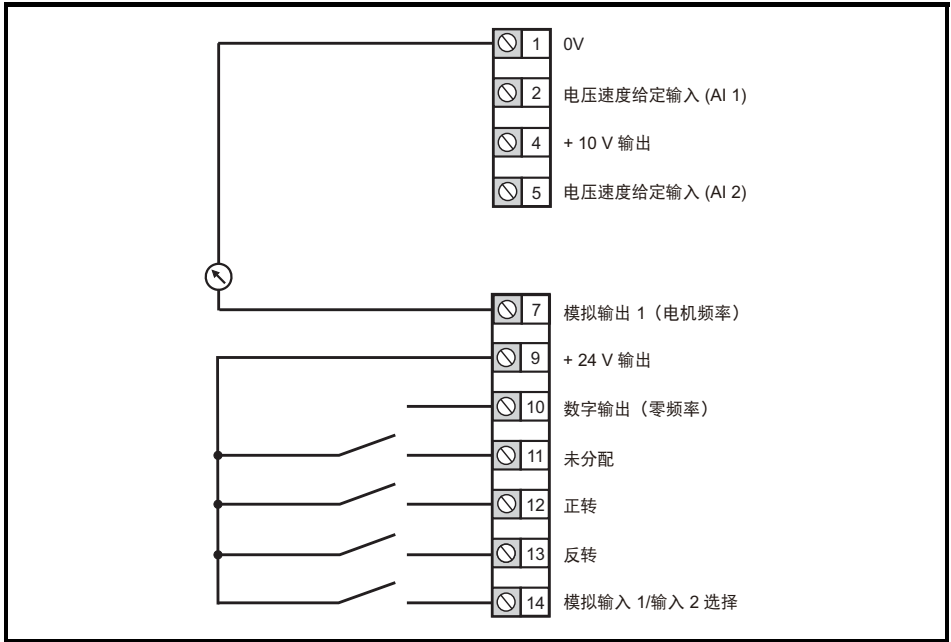 1 0V
2 电压速度给定输入 (AI 1)
4 + 10 V 输出
5 电压速度给定输入 (AI 2)
7 模拟输出 1（电机频率）
9 + 24 V 输出
10 数字输出（零频率）
11 未分配
12 正转
13 反转
14 模拟输入 1/输入 2 选择